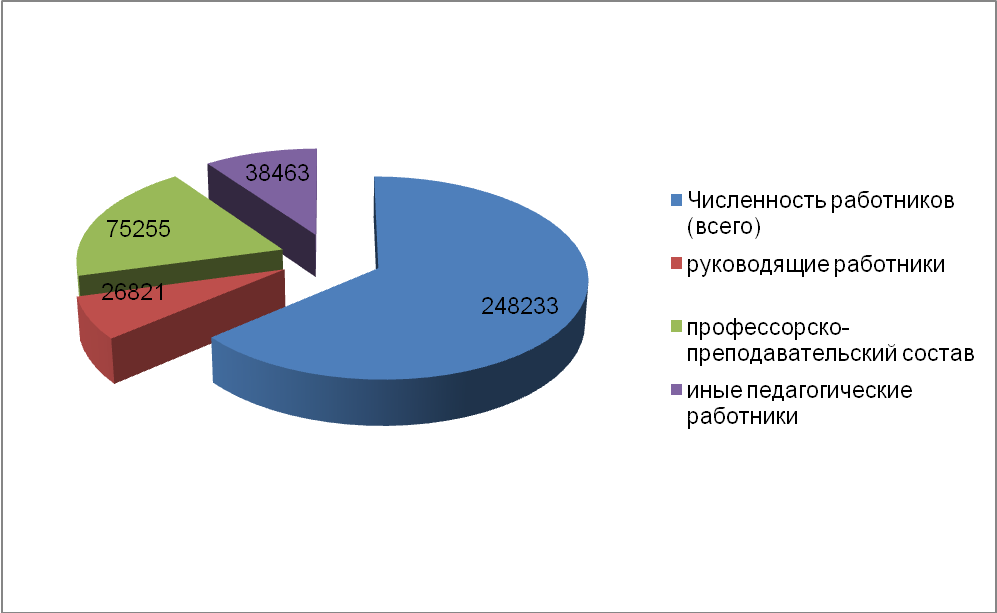 38463
75255
26821
248233
Численность работников
(всего)
руководящие работники
профессорско-
преподавательский состав
иные педагогические
работники